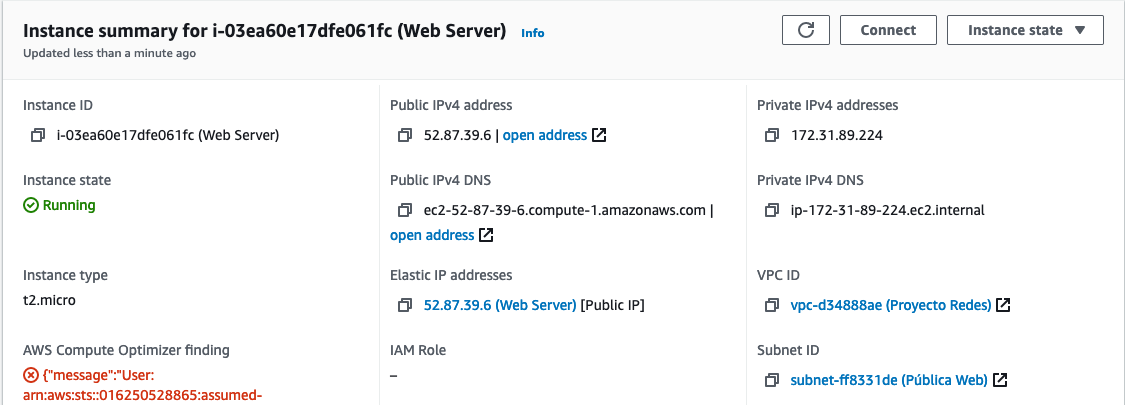 Instance summary for i-03ea60e17dfe061fc (Web Server) Info
Updated less than a minute ago
Connect
Instance state
Instance ID
i-03ea60e17dfe061fc (Web Server)
Public IPv4 address
52.87.39.6 | open address
Private IPv4 addresses
172.31.89.224
Instance state
Running
Public IPv4 DNS
ec2-52-87-39-6.compute-1.amazonaws.com |
open address
Private IPv4 DNS
ip-172-31-89-224.ec2.internal
Instance type
t2.micro
Elastic IP addresses
52.87.39.6 (Web Server) [Public IP]
VPC ID
vpc-d34888ae (Proyecto Redes)
AWS Compute Optimizer finding
{"message":"User:
arn:aws:sts::016250528865:assumed-
IAM Role
–
Subnet ID
subnet-ff8331de (Pública Web)